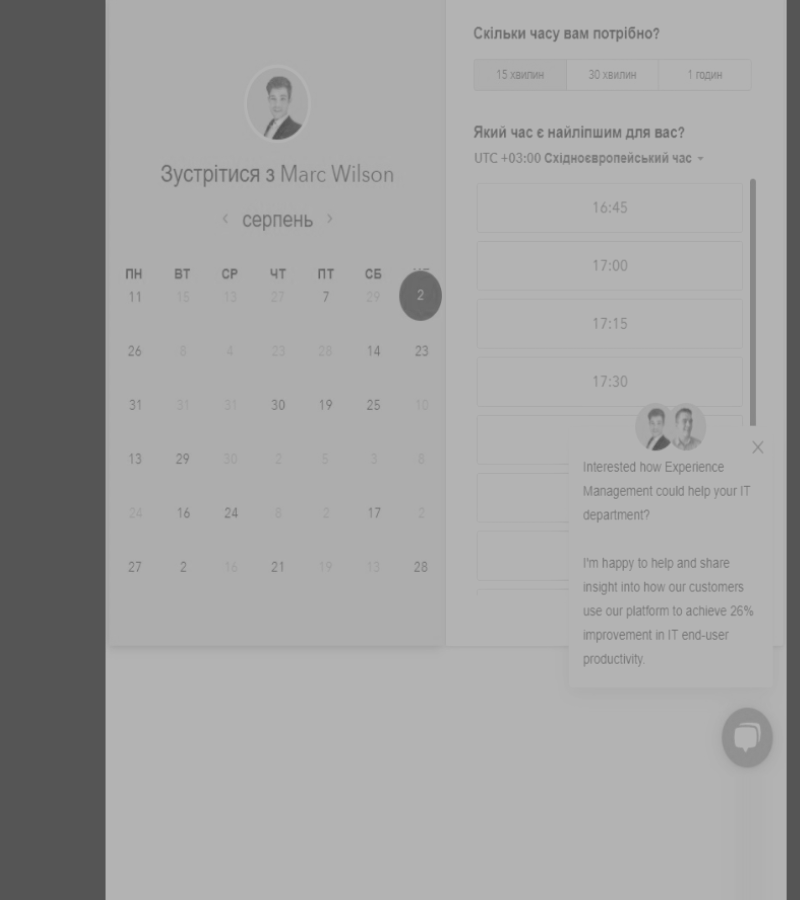 Зустрітися з Marc Wilson
серпень
ПН ВТ СР ЧТ ПТ СБ
11 15 13 27 7 29 2
26 8 4 23 28 14 23
31 31 31 30 19 25 10
13 29 30 2 5 3 8
24 16 24 8 2 17 2
27 2 16 21 19 13 28
Скільки часу вам потрібно?
15 хвилин 30 хвилин 1 годин
Який час є найліпшим для вас?
UTC +03:00 Східноєвропейський час
16:45
17:00
17:15
17:30
Interested how Experience
Management could help your IT
department?
I'm happy to help and share
insight into how our customers
use our platform to achieve 26%
improvement in IT end-user
productivity.